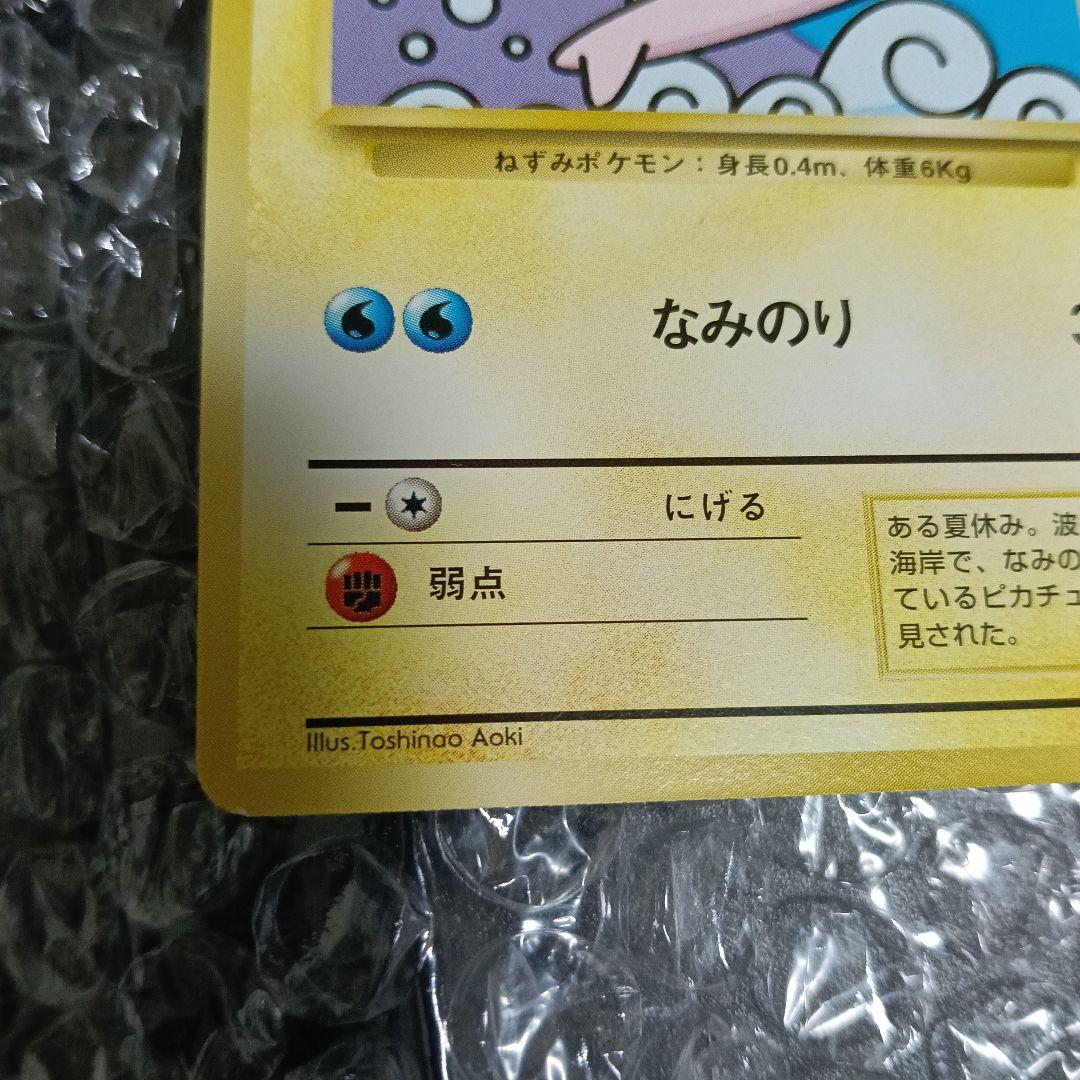 ねずみポケモン：身長0.4m、体重6Kg
なみのり
にげる
弱点
ある夏休み。波
海岸で、なみの
ているピカチュ
見された。
Illus.Toshinao Aoki